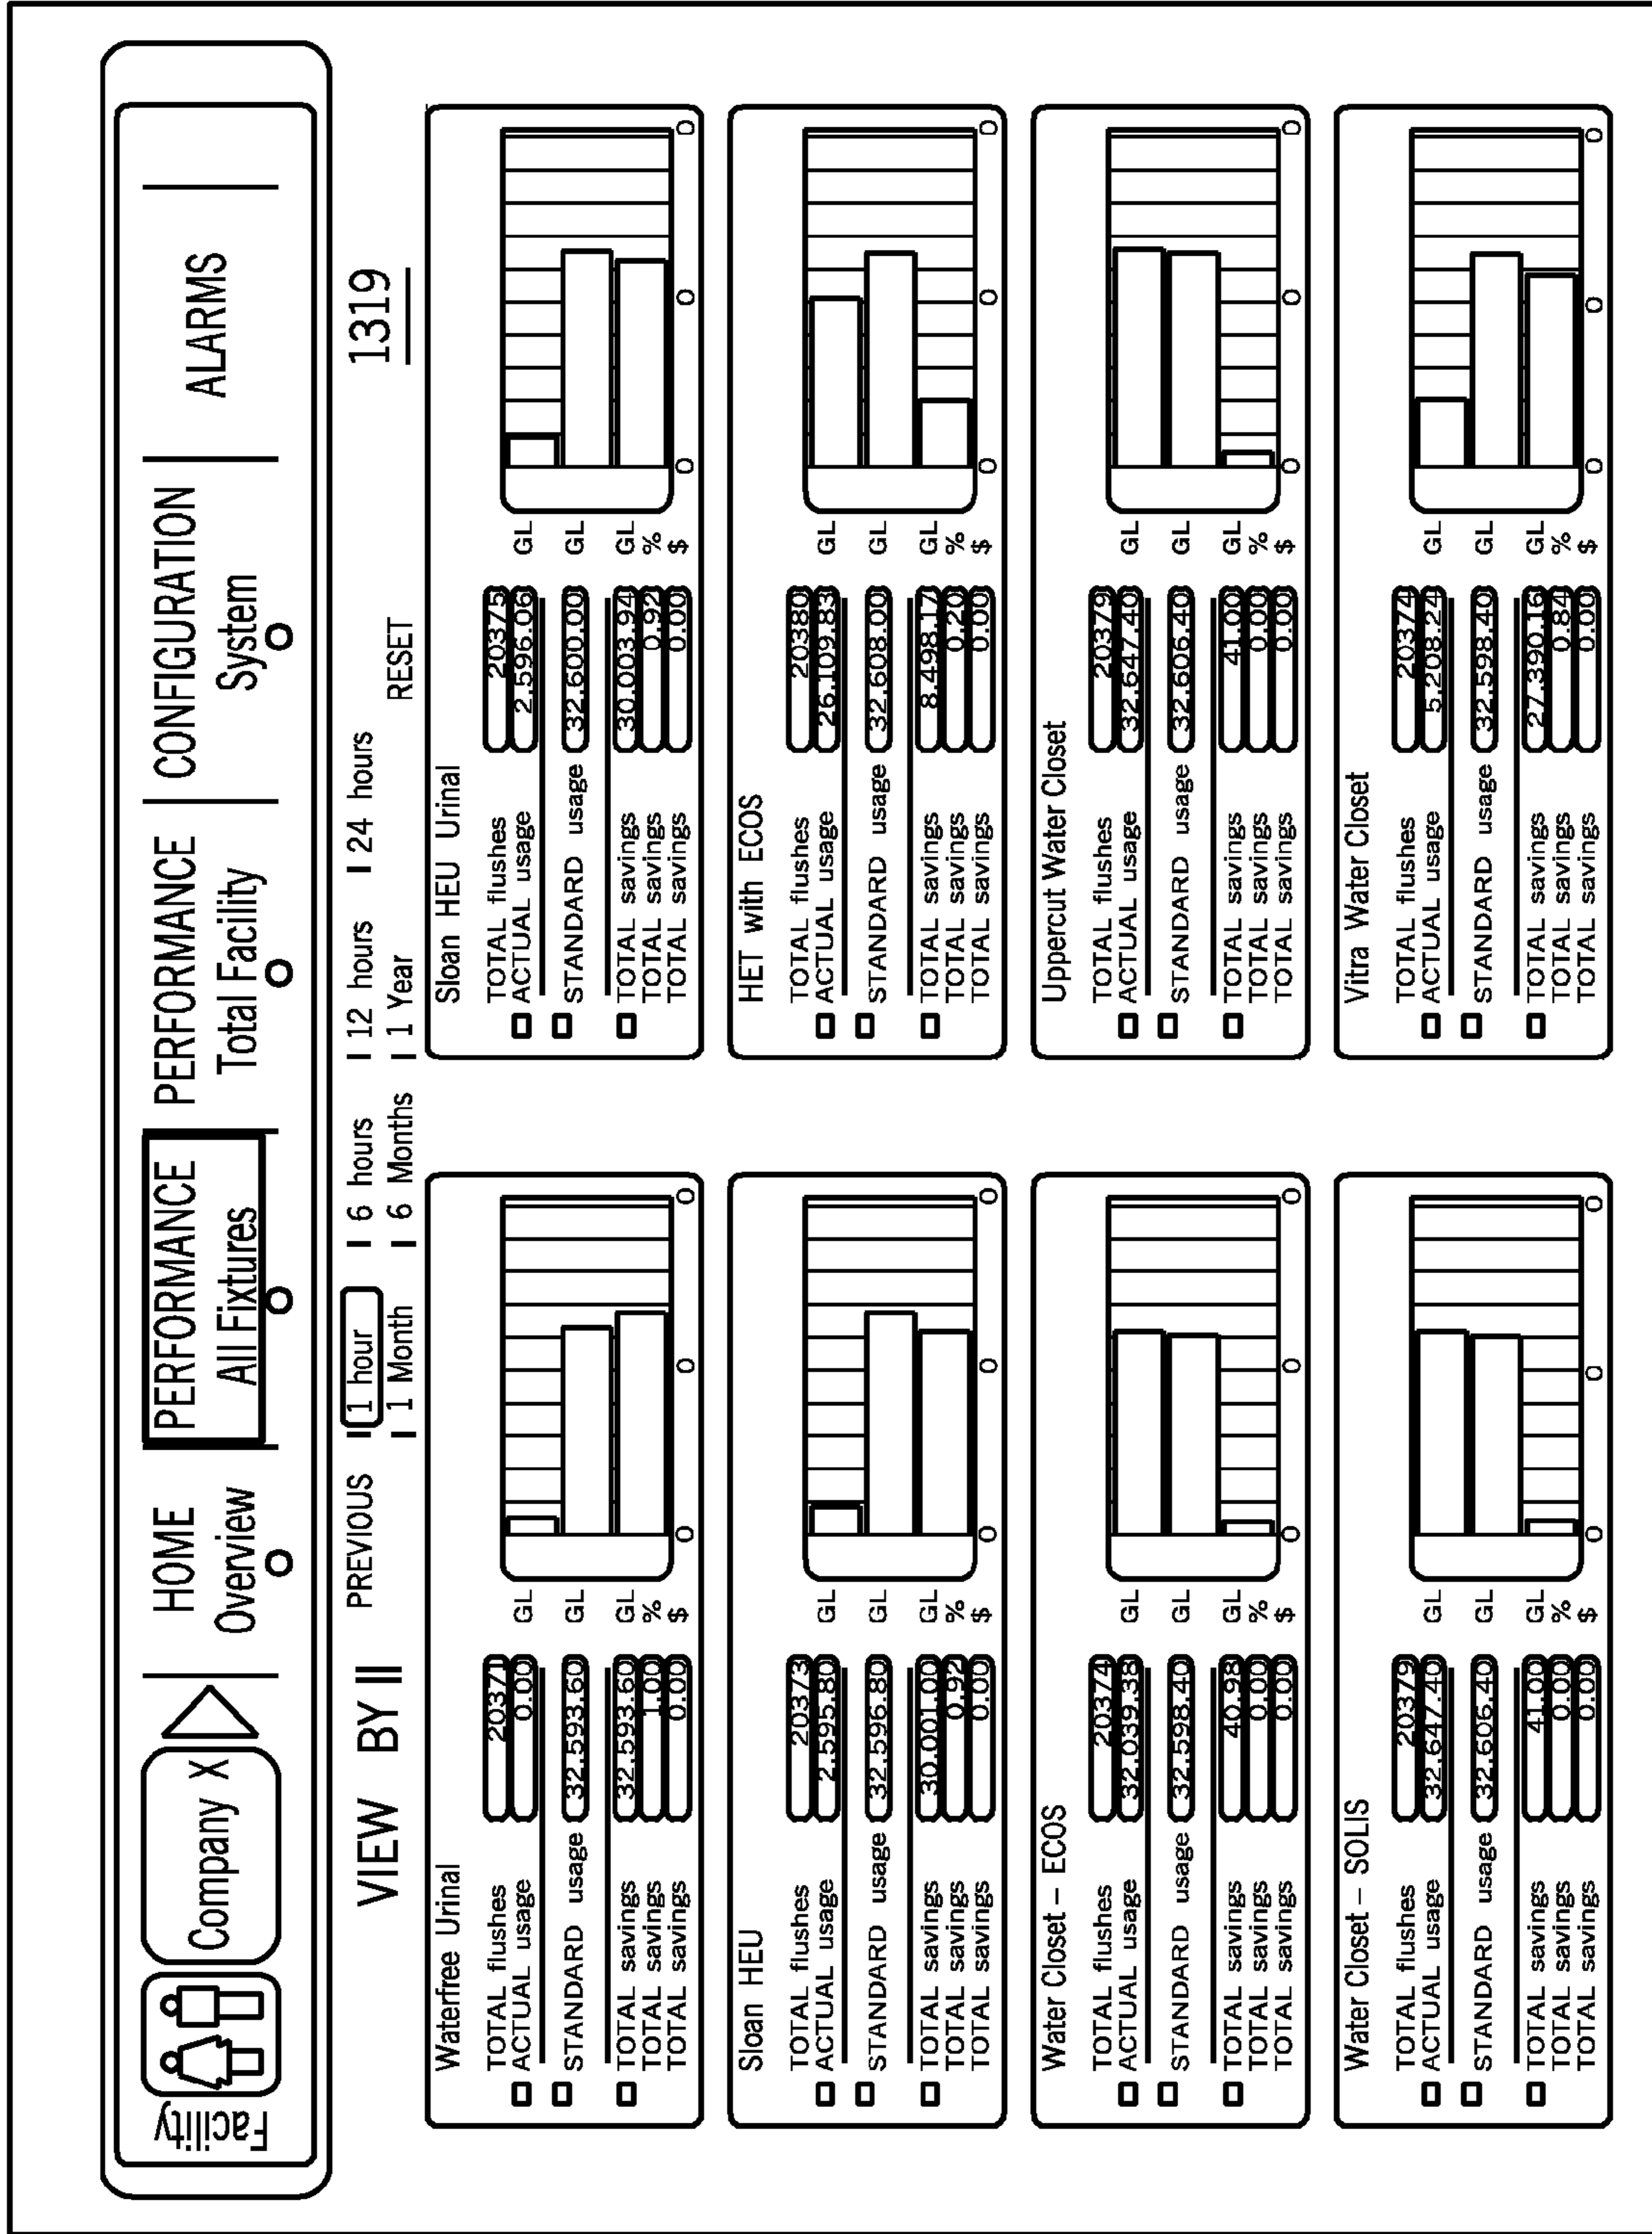 Facility
Company X
HOME
Overview
PERFORMANCE
All Fixtures
PERFORMANCE
Total Facility
CONFIGURATION
System
ALARMS
VIEW BY
PREVIOUS
1 hour
6 hours
12 hours
24 hours
1319
1 Month
6 Months
1 Year
RESET
Waterfree Urinal
TOTAL flushes 20371
ACTUAL usage 0.00 GL
STANDARD usage 32.593.60 GL
TOTAL savings 32.593.60 GL
TOTAL savings 1.00 %
TOTAL savings 0.00 $
0 0 0
Sloan HEU Urinal
TOTAL flushes 20375
ACTUAL usage 2.596.06 GL
STANDARD usage 32.600.00 GL
TOTAL savings 30.003.94 GL
TOTAL savings 0.92 %
TOTAL savings 0.00 $
0 0 0
Sloan HEU
TOTAL flushes 20373
ACTUAL usage 2.595.80 GL
STANDARD usage 32.596.80 GL
TOTAL savings 30.001.00 GL
TOTAL savings 0.92 %
TOTAL savings 0.00 $
0 0 0
HET with ECOS
TOTAL flushes 20380
ACTUAL usage 26.109.83 GL
STANDARD usage 32.608.00 GL
TOTAL savings 8.498.17 GL
TOTAL savings 0.20 %
TOTAL savings 0.00 $
0 0 0
Water Closet – ECOS
TOTAL flushes 20374
ACTUAL usage 32.039.38 GL
STANDARD usage 32.598.40 GL
TOTAL savings 40.98 GL
TOTAL savings 0.00 %
TOTAL savings 0.00 $
0 0 0
Uppercut Water Closet
TOTAL flushes 20379
ACTUAL usage 32.647.40 GL
STANDARD usage 32.606.40 GL
TOTAL savings 41.00 GL
TOTAL savings 0.00 %
TOTAL savings 0.00 $
0 0 0
Water Closet – SOLIS
TOTAL flushes 20379
ACTUAL usage 32.647.40 GL
STANDARD usage 32.606.40 GL
TOTAL savings 41.00 GL
TOTAL savings 0.00 %
TOTAL savings 0.00 $
0 0 0
Vitra Water Closet
TOTAL flushes 20374
ACTUAL usage 5.208.24 GL
STANDARD usage 32.598.40 GL
TOTAL savings 27.390.16 GL
TOTAL savings 0.84 %
TOTAL savings 0.00 $
0 0 0